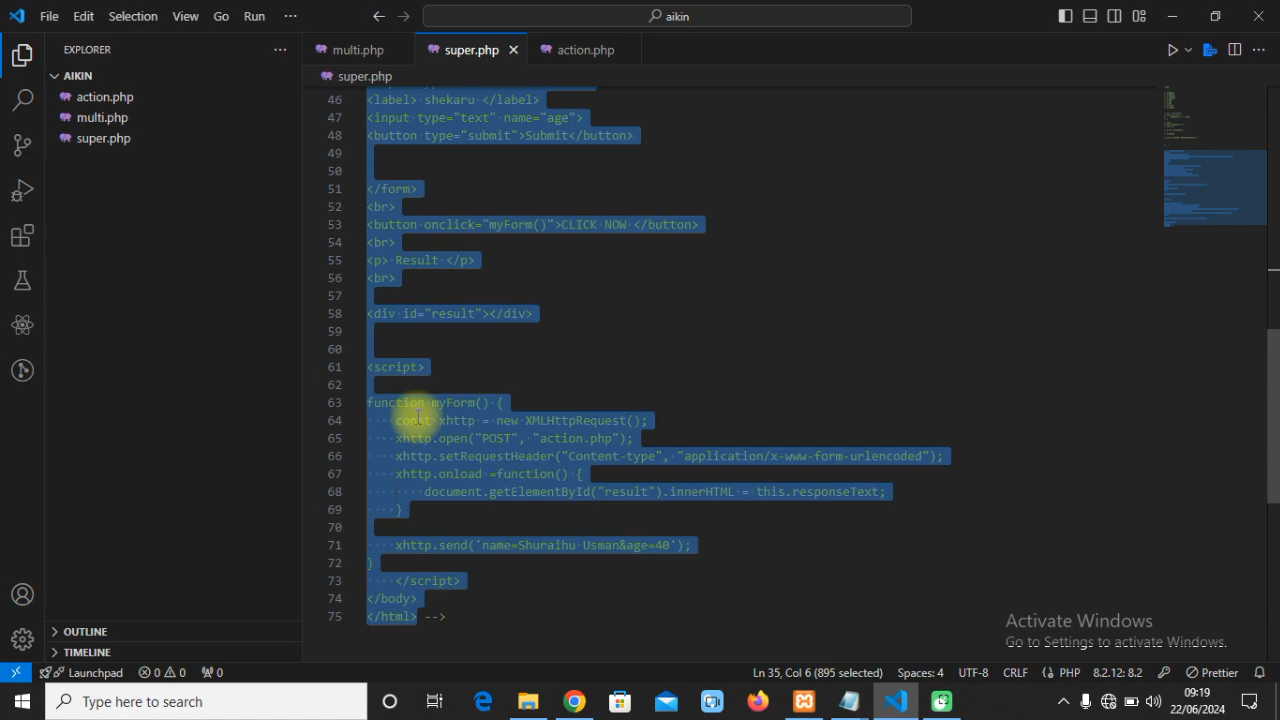 File Edit Selection View Go Run ··· aikin
EXPLORER ···
AIKIN
action.php
multi.php
super.php
OUTLINE
TIMELINE
multi.php super.php action.php
super.php
46 <label> shekaru </label>
47 <input type="text" name="age">
48 <button type="submit">Submit</button>
49
50
51 </form>
52 <br>
53 <button onclick="myForm()">CLICK NOW </button>
54 <br>
55 <p> Result </p>
56 <br>
57
58 <div id="result"></div>
59
60
61 <script>
62
63 function myForm() {
64 const xhttp = new XMLHttpRequest();
65 xhttp.open("POST", "action.php");
66 xhttp.setRequestHeader("Content-type", "application/x-www-form-urlencoded");
67 xhttp.onload =function() {
68 document.getElementById("result").innerHTML = this.responseText;
69 }
70
71 xhttp.send('name=Shuraihu Usman&age=40');
72 }
73 </script>
74 </body>
75 </html> -->
Activate Windows
Go to Settings to activate Windows.
Launchpad 0 0 0 Ln 35, Col 6 (895 selected) Spaces: 4 UTF-8 CRLF {} PHP 8.2.12: 8.2 Prettier
Type here to search
09:19
22/06/2024